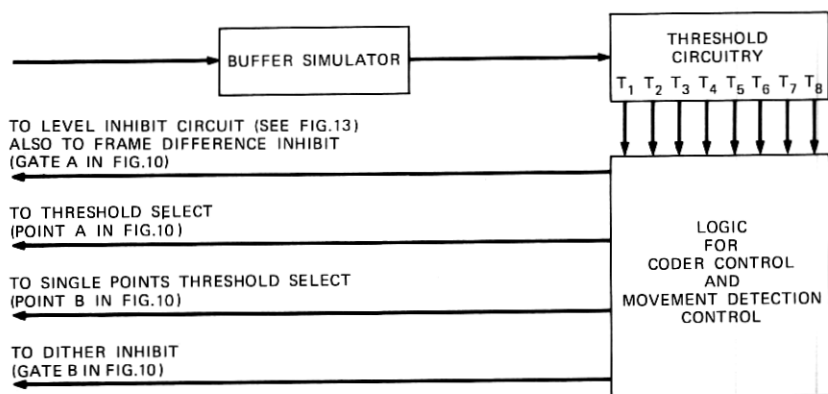 BUFFER SIMULATOR
THRESHOLD
CIRCUITRY
T1 T2 T3 T4 T5 T6 T7 T8
TO LEVEL INHIBIT CIRCUIT (SEE FIG.13)
ALSO TO FRAME DIFFERENCE INHIBIT
(GATE A IN FIG.10)
TO THRESHOLD SELECT
(POINT A IN FIG.10)
TO SINGLE POINTS THRESHOLD SELECT
(POINT B IN FIG.10)
TO DITHER INHIBIT
(GATE B IN FIG.10)
LOGIC
FOR
CODER CONTROL
AND
MOVEMENT DETECTION
CONTROL